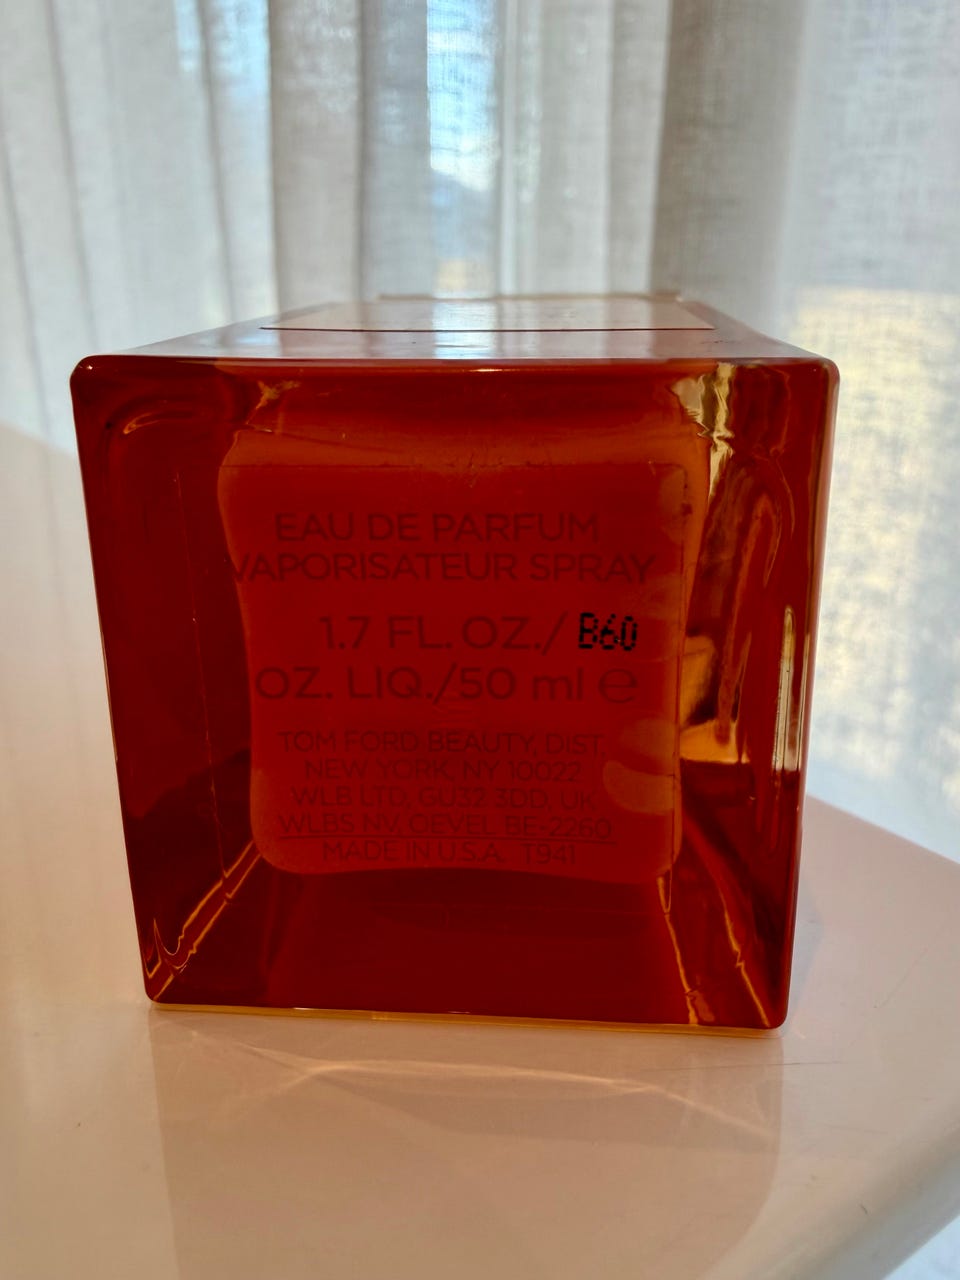 EAU DE PARFUM
VAPORISATEUR SPRAY
1.7 FL. OZ./ B60
OZ. LIQ./50 ml ℮
TOM FORD BEAUTY, DIST.
NEW YORK, NY 10022
WLB LTD, GU32 3DD, UK
WLBS NV, OEVEL BE-2260
MADE IN U.S.A. T941